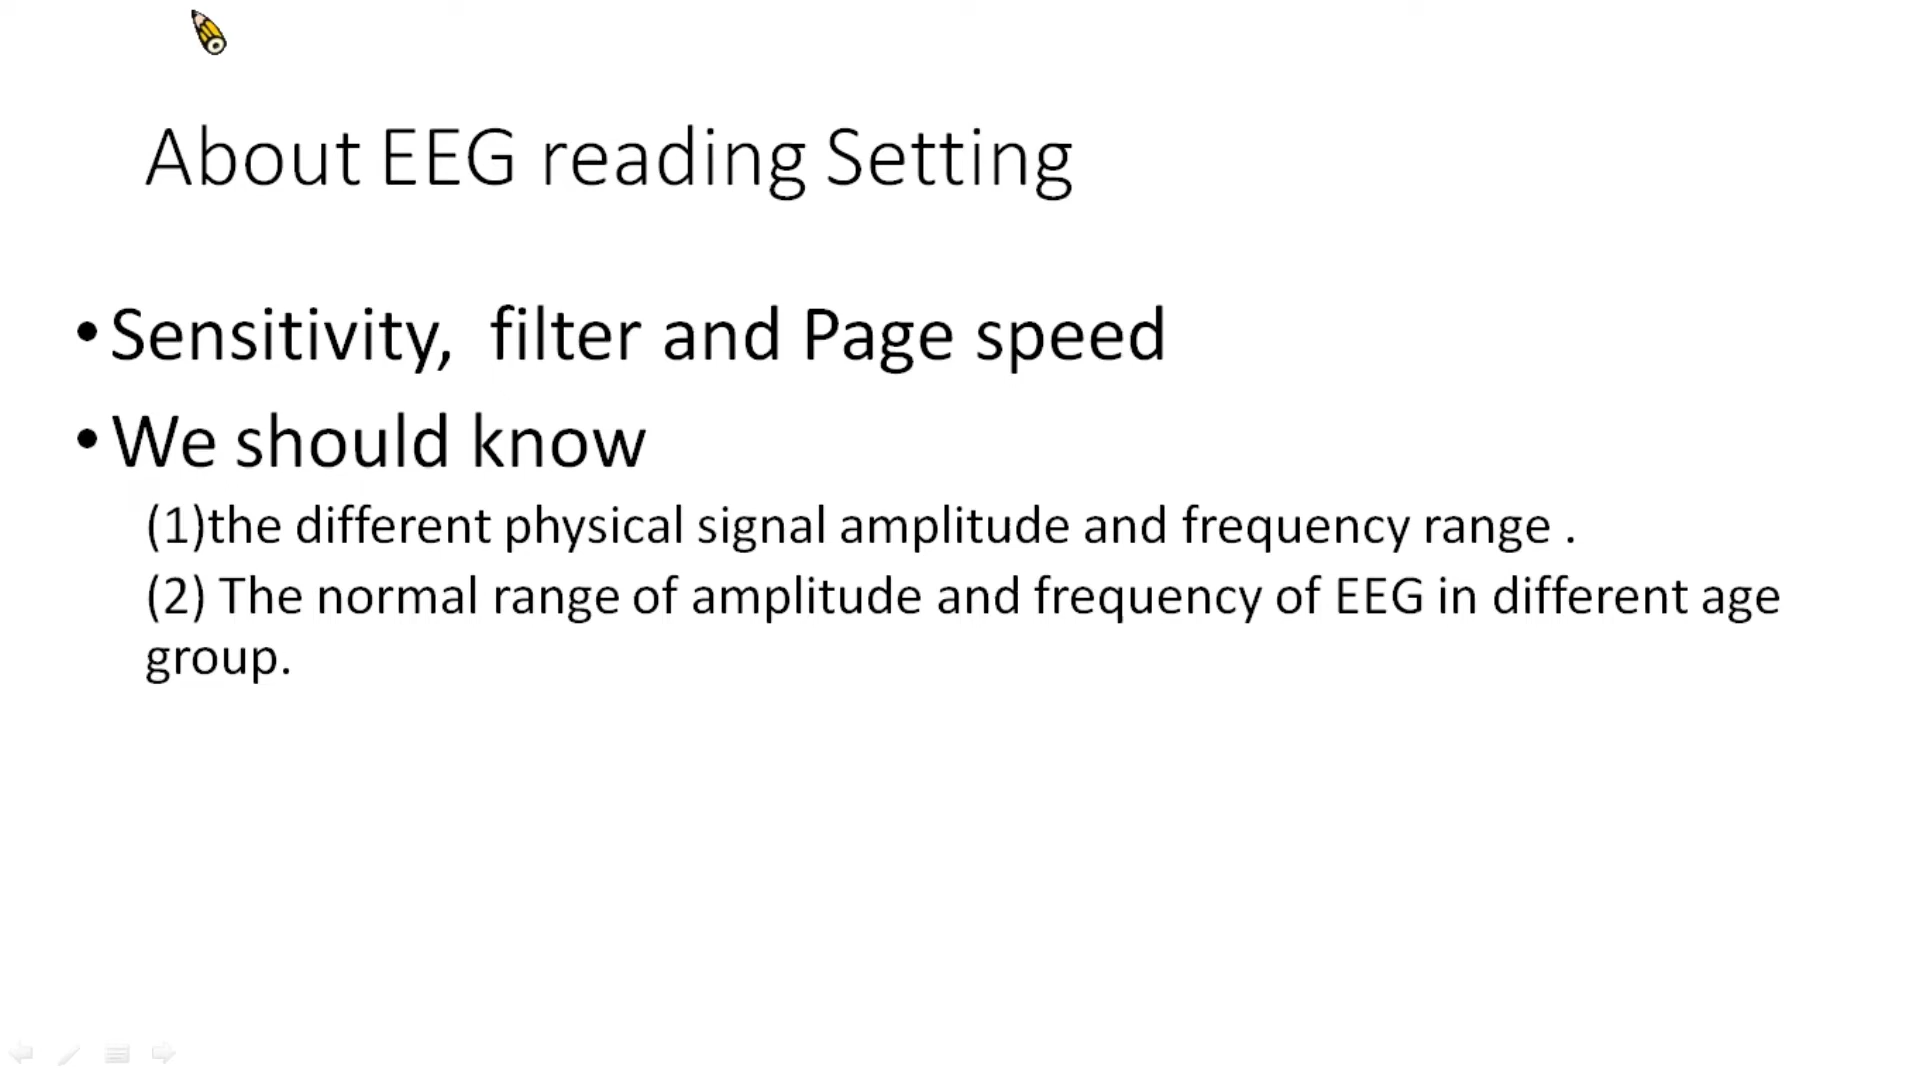 About EEG reading Setting
•Sensitivity,  filter and Page speed
•We should know
(1)the different physical signal amplitude and frequency range .
(2) The normal range of amplitude and frequency of EEG in different age
group.